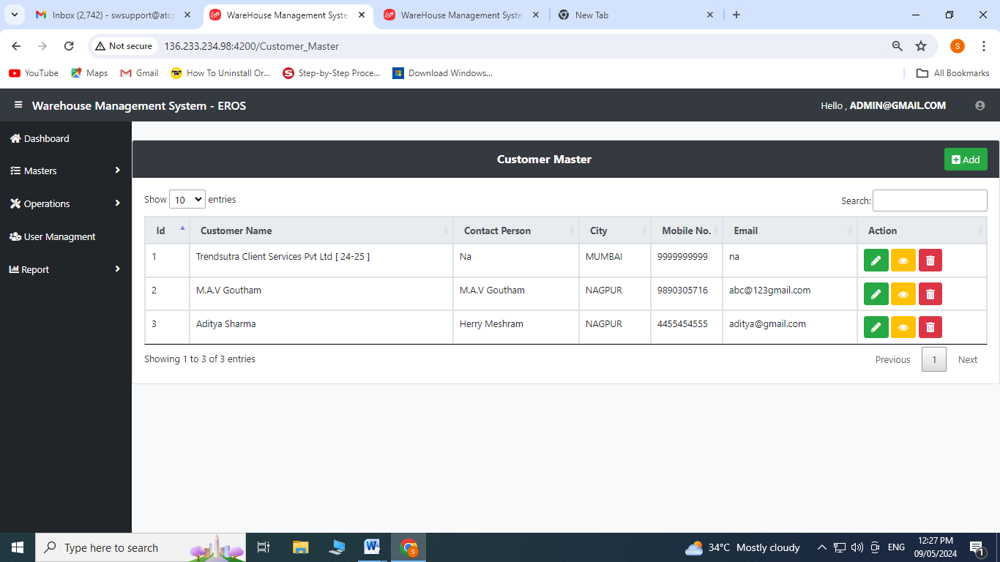 Inbox (2,742) - swsupport@atcg
WareHouse Management Syste
WareHouse Management Syste
New Tab
Not secure
136.233.234.98:4200/Customer_Master
S
YouTube
Maps
Gmail
How To Uninstall Or...
Step-by-Step Proce...
Download Windows...
All Bookmarks
Warehouse Management System - EROS
Hello , ADMIN@GMAIL.COM
Dashboard
Masters
Operations
User Managment
Report
Customer Master
Add
Show 10 entries
Search:
Id Customer Name Contact Person City Mobile No. Email Action
1 Trendsutra Client Services Pvt Ltd [ 24-25 ] Na MUMBAI 9999999999 na
2 M.A.V Goutham M.A.V Goutham NAGPUR 9890305716 abc@123gmail.com
3 Aditya Sharma Herry Meshram NAGPUR 4455454555 aditya@gmail.com
Showing 1 to 3 of 3 entries
Previous 1 Next
Type here to search
34°C Mostly cloudy
ENG
12:27 PM
09/05/2024
1